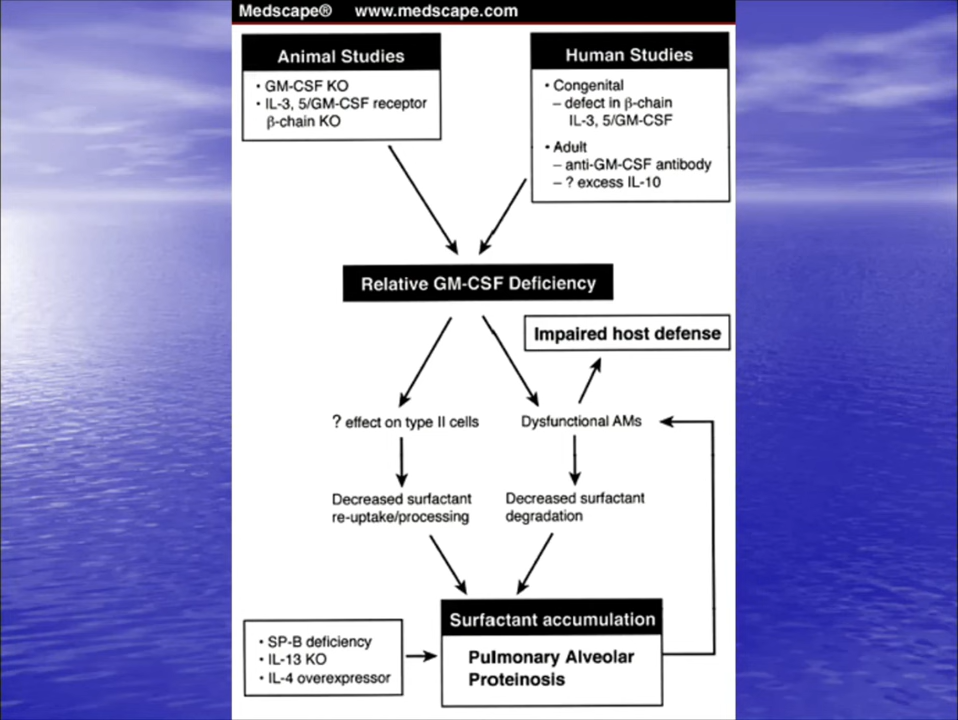 Medscape® www.medscape.com
Animal Studies
• GM-CSF KO
• IL-3, 5/GM-CSF receptor
β-chain KO
Human Studies
• Congenital
– defect in β-chain
IL-3, 5/GM-CSF
• Adult
– anti-GM-CSF antibody
– ? excess IL-10
Relative GM-CSF Deficiency
Impaired host defense
? effect on type II cells
Dysfunctional AMs
Decreased surfactant
re-uptake/processing
Decreased surfactant
degradation
• SP-B deficiency
• IL-13 KO
• IL-4 overexpressor
Surfactant accumulation
Pulmonary Alveolar
Proteinosis